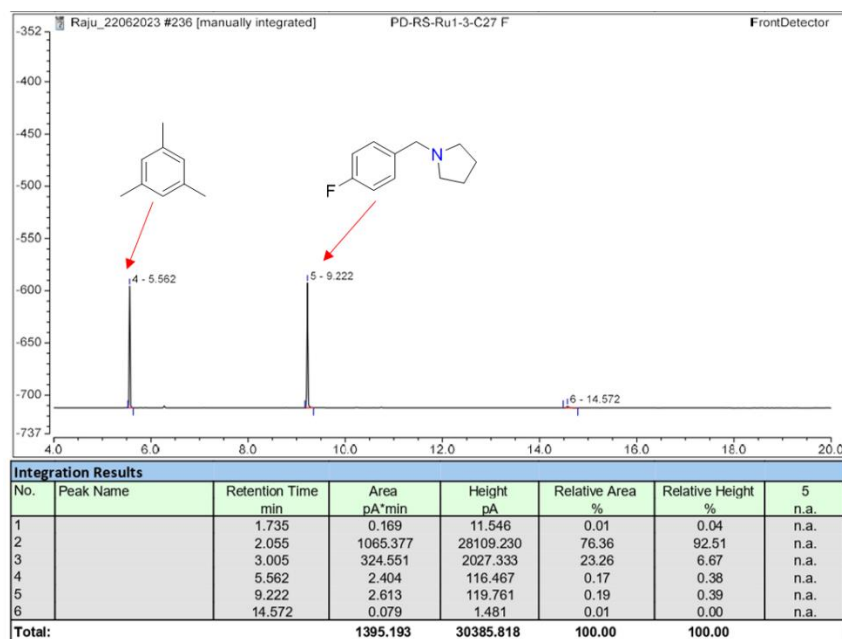 Raju_22062023 #236 [manually integrated] PD-RS-Ru1-3-C27 F FrontDetector
-352
-400
-450
-500
-550
-600
-650
-700
-737
N
F
4 - 5.562
5 - 9.222
6 - 14.572
4.0 6.0 8.0 10.0 12.0 14.0 16.0 18.0 20.0
Integration Results
No. Peak Name Retention Time Area Height Relative Area Relative Height 5
min pA*min pA % % n.a.
1 1.735 0.169 11.546 0.01 0.04 n.a.
2 2.055 1065.377 28109.230 76.36 92.51 n.a.
3 3.005 324.551 2027.333 23.26 6.67 n.a.
4 5.562 2.404 116.467 0.17 0.38 n.a.
5 9.222 2.613 119.761 0.19 0.39 n.a.
6 14.572 0.079 1.481 0.01 0.00 n.a.
Total: 1395.193 30385.818 100.00 100.00